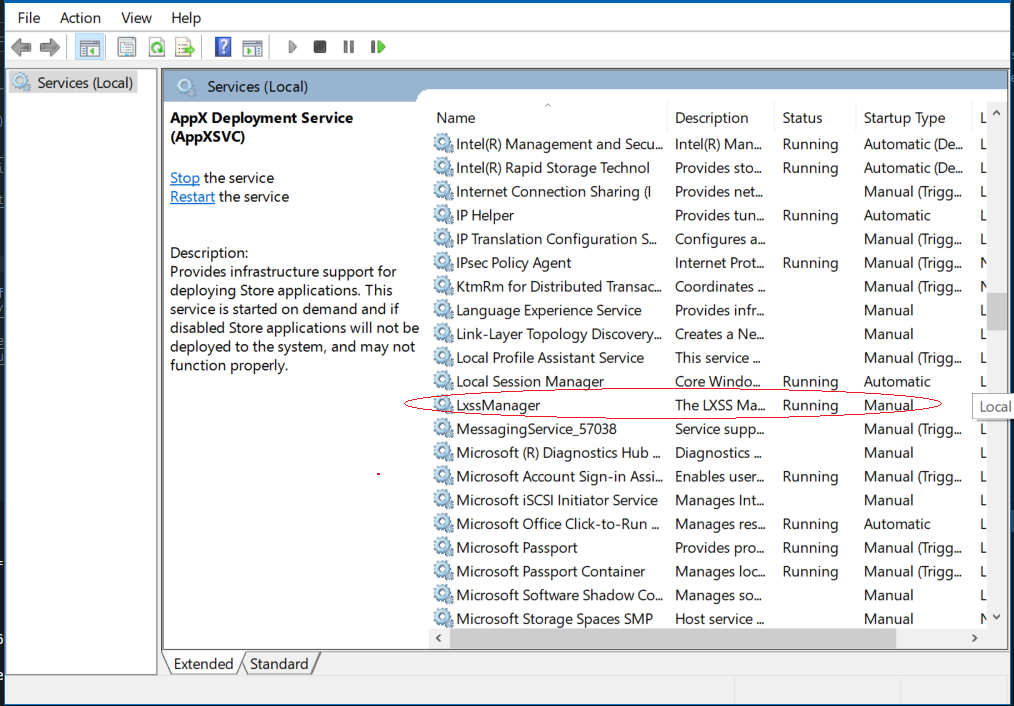 File Action View Help
Services (Local)
Services (Local)
AppX Deployment Service
(AppXSVC)
Stop the service
Restart the service
Description:
Provides infrastructure support for
deploying Store applications. This
service is started on demand and if
disabled Store applications will not be
deployed to the system, and may not
function properly.
Name Description Status Startup Type L
Intel(R) Management and Secu... Intel(R) Man... Running Automatic (De... L
Intel(R) Rapid Storage Technol Provides sto... Running Automatic (De... L
Internet Connection Sharing (I Provides net... Manual (Trigg... L
IP Helper Provides tun... Running Automatic L
IP Translation Configuration S... Configures a... Manual (Trigg... L
IPsec Policy Agent Internet Prot... Running Manual (Trigg... N
KtmRm for Distributed Transac... Coordinates ... Manual (Trigg... N
Language Experience Service Provides infr... Manual L
Link-Layer Topology Discovery... Creates a Ne... Manual L
Local Profile Assistant Service This service ... Manual (Trigg... L
Local Session Manager Core Windo... Running Automatic L
LxssManager The LXSS Ma... Running Manual Local
MessagingService_57038 Service supp... Manual (Trigg... L
Microsoft (R) Diagnostics Hub ... Diagnostics ... Manual L
Microsoft Account Sign-in Assi... Enables user... Running Manual (Trigg... L
Microsoft iSCSI Initiator Service Manages Int... Manual L
Microsoft Office Click-to-Run ... Manages res... Running Automatic L
Microsoft Passport Provides pro... Running Manual (Trigg... L
Microsoft Passport Container Manages loc... Running Manual (Trigg... L
Microsoft Software Shadow Co... Manages so... Manual L
Microsoft Storage Spaces SMP Host service ... Manual N
Extended Standard